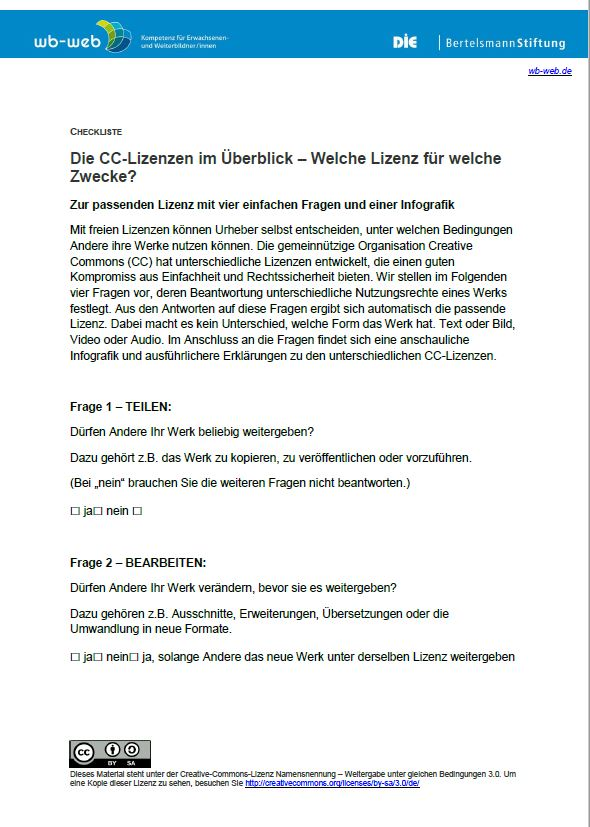 wb-web
Kompetenz für Erwachsenen-
und Weiterbildner/innen
DIE
BertelsmannStiftung
wb-web.de
CHECKLISTE
Die CC-Lizenzen im Überblick – Welche Lizenz für welche
Zwecke?
Zur passenden Lizenz mit vier einfachen Fragen und einer Infografik
Mit freien Lizenzen können Urheber selbst entscheiden, unter welchen Bedingungen
Andere ihre Werke nutzen können. Die gemeinnützige Organisation Creative
Commons (CC) hat unterschiedliche Lizenzen entwickelt, die einen guten
Kompromiss aus Einfachheit und Rechtssicherheit bieten. Wir stellen im Folgenden
vier Fragen vor, deren Beantwortung unterschiedliche Nutzungsrechte eines Werks
festlegt. Aus den Antworten auf diese Fragen ergibt sich automatisch die passende
Lizenz. Dabei macht es kein Unterschied, welche Form das Werk hat. Text oder Bild,
Video oder Audio. Im Anschluss an die Fragen findet sich eine anschauliche
Infografik und ausführlichere Erklärungen zu den unterschiedlichen CC-Lizenzen.
Frage 1 – TEILEN:
Dürfen Andere Ihr Werk beliebig weitergeben?
Dazu gehört z.B. das Werk zu kopieren, zu veröffentlichen oder vorzuführen.
(Bei „nein“ brauchen Sie die weiteren Fragen nicht beantworten.)
☐ ja☐ nein ☐
Frage 2 – BEARBEITEN:
Dürfen Andere Ihr Werk verändern, bevor sie es weitergeben?
Dazu gehören z.B. Ausschnitte, Erweiterungen, Übersetzungen oder die
Umwandlung in neue Formate.
☐ ja☐ nein☐ ja, solange Andere das neue Werk unter derselben Lizenz weitergeben
cc
BY SA
Dieses Material steht unter der Creative-Commons-Lizenz Namensnennung – Weitergabe unter gleichen Bedingungen 3.0. Um
eine Kopie dieser Lizenz zu sehen, besuchen Sie http://creativecommons.org/licenses/by-sa/3.0/de/